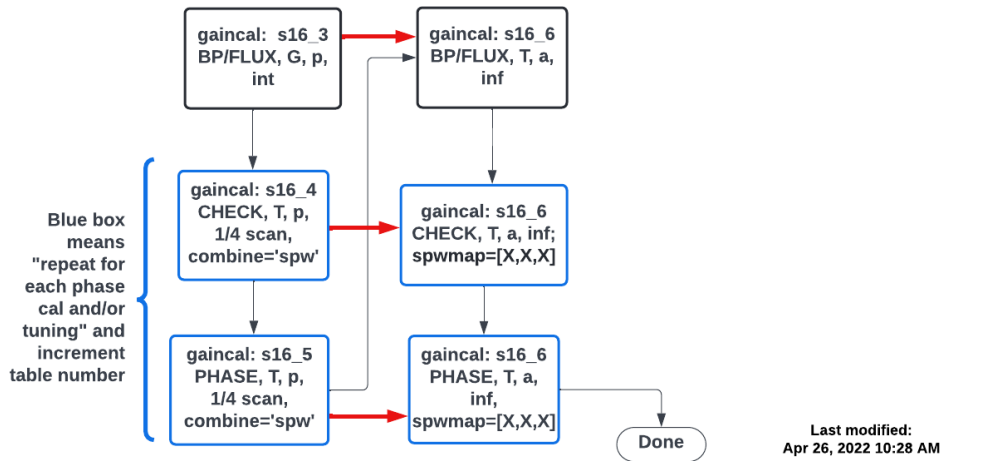 gaincal: s16_3
BP/FLUX, G, p,
int
gaincal: s16_6
BP/FLUX, T, a,
inf
gaincal: s16_4
CHECK, T, p,
1/4 scan,
combine='spw'
gaincal: s16_6
CHECK, T, a, inf;
spwmap=[X,X,X]
Blue box
means
"repeat for
each phase
cal and/or
tuning" and
increment
table number
gaincal: s16_5
PHASE, T, p,
1/4 scan,
combine='spw'
gaincal: s16_6
PHASE, T, a,
inf,
spwmap=[X,X,X]
Done
Last modified:
Apr 26, 2022 10:28 AM